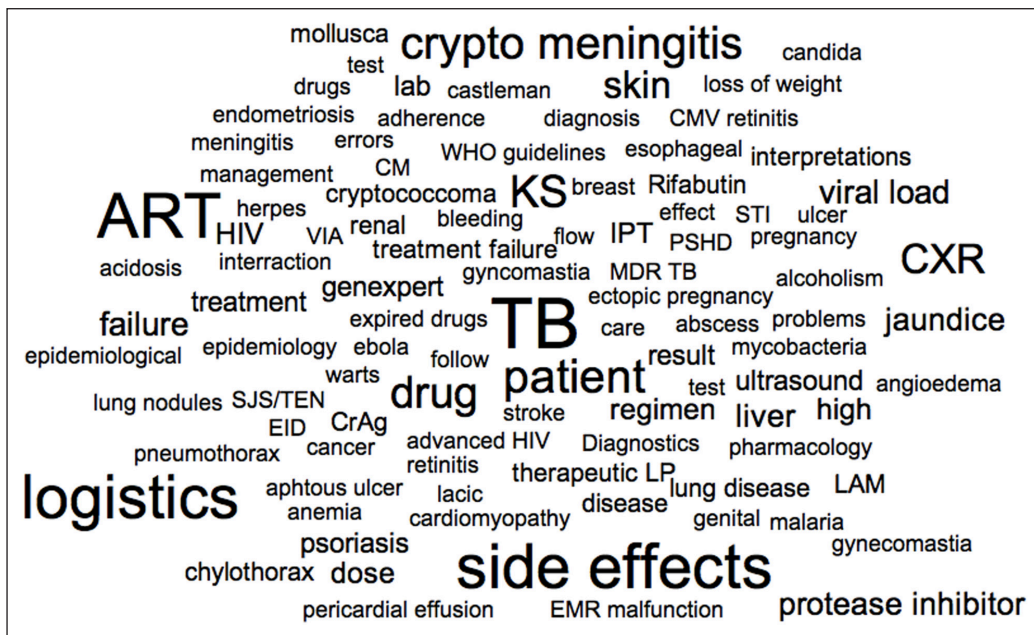 mollusca crypto meningitis candida
test
drugs lab castleman skin loss of weight
endometriosis adherence diagnosis CMV retinitis
meningitis errors WHO guidelines esophageal interpretations
management CM
cryptococcoma KS breast Rifabutin viral load
ART herpes bleeding effect STI ulcer
HIV VIA renal flow IPT PSHD pregnancy
treatment failure CXR
acidosis interraction gyncomastia MDR TB alcoholism
treatment genexpert TB ectopic pregnancy
failure expired drugs care abscess problems jaundice
epidemiological epidemiology ebola follow result mycobacteria
warts drug patient test ultrasound angioedema
lung nodules SJS/TEN stroke regimen liver high
EID CrAg
pneumothorax cancer advanced HIV Diagnostics pharmacology
retinitis therapeutic LP
logistics aphtous ulcer lacic lung disease LAM
anemia cardiomyopathy disease genital malaria
psoriasis gynecomastia
chylothorax dose side effects
pericardial effusion EMR malfunction protease inhibitor